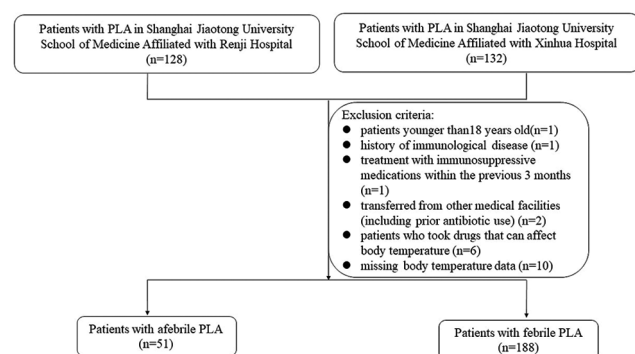 Patients with PLA in Shanghai Jiaotong University
School of Medicine Affiliated with Renji Hospital
(n=128)
Patients with PLA in Shanghai Jiaotong University
School of Medicine Affiliated with Xinhua Hospital
(n=132)
Exclusion criteria:
● patients younger than18 years old(n=1)
● history of immunological disease (n=1)
● treatment with immunosuppressive
medications within the previous 3 months
(n=1)
● transferred from other medical facilities
(including prior antibiotic use) (n=2)
● patients who took drugs that can affect
body temperature (n=6)
● missing body temperature data (n=10)
Patients with afebrile PLA
(n=51)
Patients with febrile PLA
(n=188)